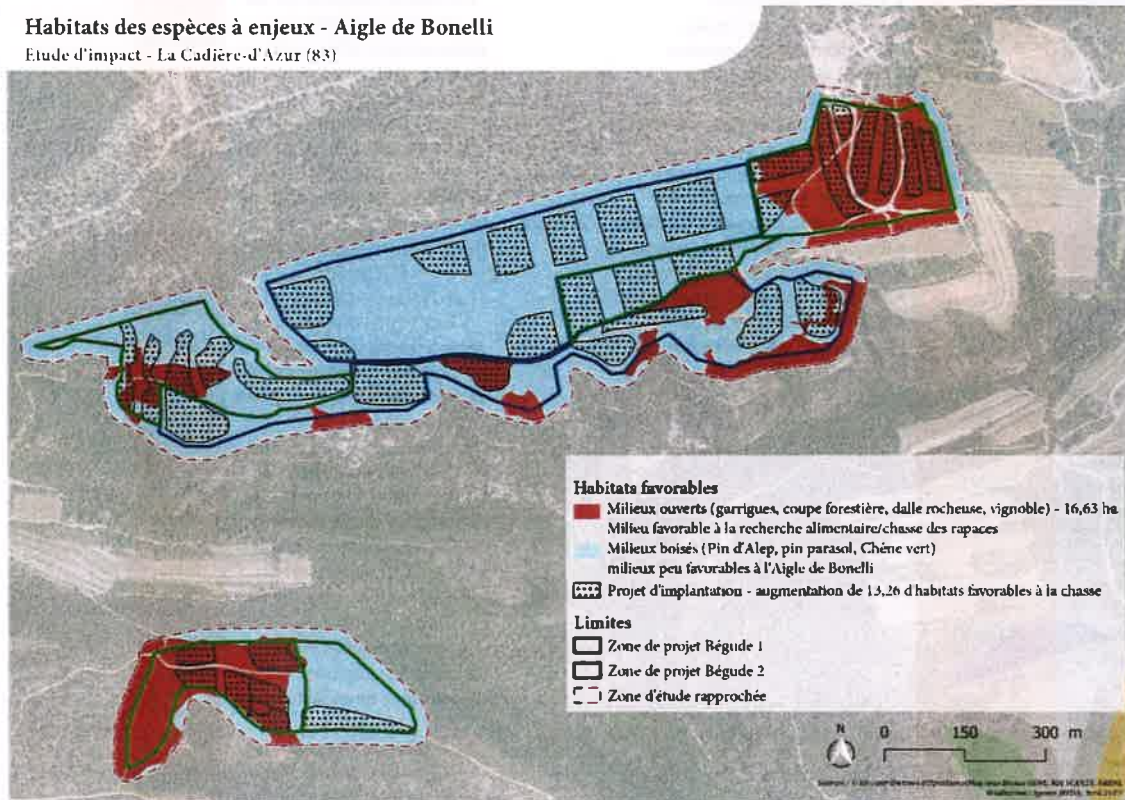 Habitats des espèces à enjeux - Aigle de Bonelli
Etude d'impact - La Cadière-d'Azur (83)
Habitats favorables
Milieux ouverts (garrigues, coupe forestière, dalle rocheuse, vignoble) - 16,63 ha
Milieu favorable à la recherche alimentaire/chasse des rapaces
Milieux boisés (Pin d'Alep, pin parasol, Chêne vert)
milieux peu favorables à l'Aigle de Bonelli
Projet d'implantation - augmentation de 13,26 d'habitats favorables à la chasse
Limites
Zone de projet Bégude 1
Zone de projet Bégude 2
Zone d'étude rapprochée
N
0 150 300 m